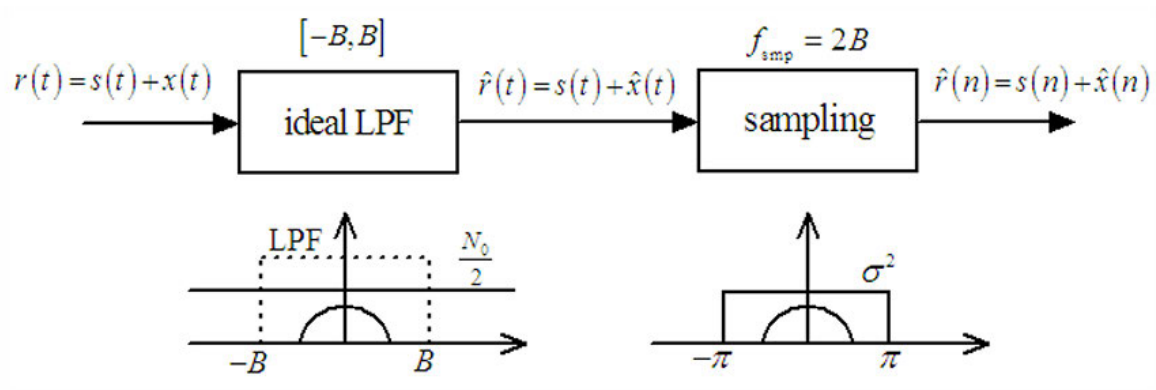 [−B, B]
f_smp = 2B
r(t) = s(t) + x(t)
r̂(t) = s(t) + x̂(t)
r̂(n) = s(n) + x̂(n)
ideal LPF
sampling
LPF
N₀/2
σ²
−B
B
−π
π